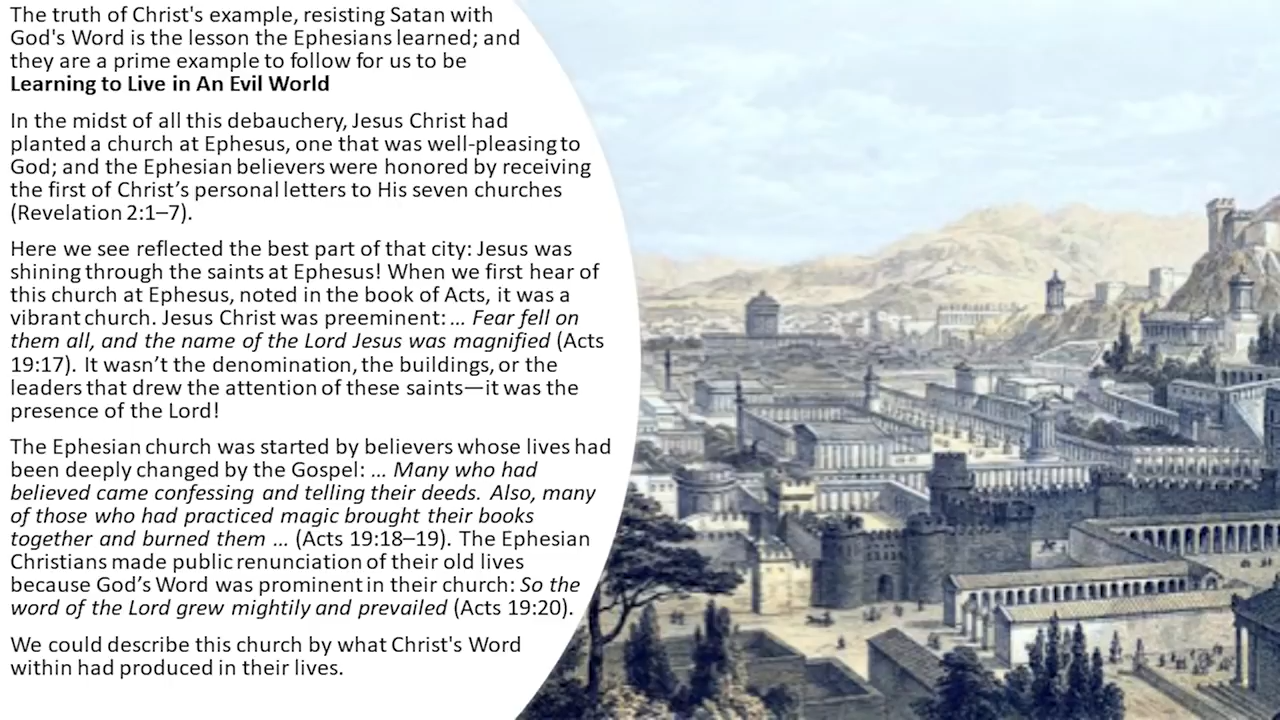 The truth of Christ's example, resisting Satan with
God's Word is the lesson the Ephesians learned; and
they are a prime example to follow for us to be
Learning to Live in An Evil World
In the midst of all this debauchery, Jesus Christ had
planted a church at Ephesus, one that was well-pleasing to
God; and the Ephesian believers were honored by receiving
the first of Christ’s personal letters to His seven churches
(Revelation 2:1–7).
Here we see reflected the best part of that city: Jesus was
shining through the saints at Ephesus! When we first hear of
this church at Ephesus, noted in the book of Acts, it was a
vibrant church. Jesus Christ was preeminent: … Fear fell on
them all, and the name of the Lord Jesus was magnified (Acts
19:17). It wasn’t the denomination, the buildings, or the
leaders that drew the attention of these saints—it was the
presence of the Lord!
The Ephesian church was started by believers whose lives had
been deeply changed by the Gospel: … Many who had
believed came confessing and telling their deeds. Also, many
of those who had practiced magic brought their books
together and burned them … (Acts 19:18–19). The Ephesian
Christians made public renunciation of their old lives
because God’s Word was prominent in their church: So the
word of the Lord grew mightily and prevailed (Acts 19:20).
We could describe this church by what Christ's Word
within had produced in their lives.